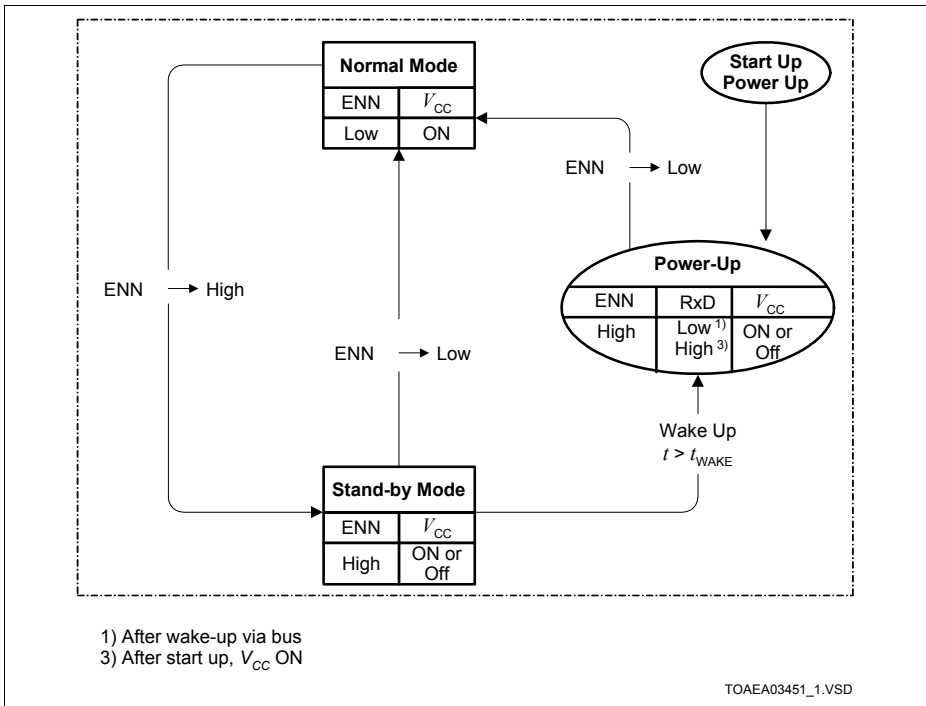 Start Up
Power Up
Normal Mode
ENN V_CC
Low ON
ENN → Low
Power-Up
ENN RxD V_CC
High Low 1) ON or
High 3) Off
ENN → High
ENN → Low
Wake Up
t > t_WAKE
Stand-by Mode
ENN V_CC
High ON or
Off
1) After wake-up via bus
3) After start up, V_CC ON
TOAEA03451_1.VSD